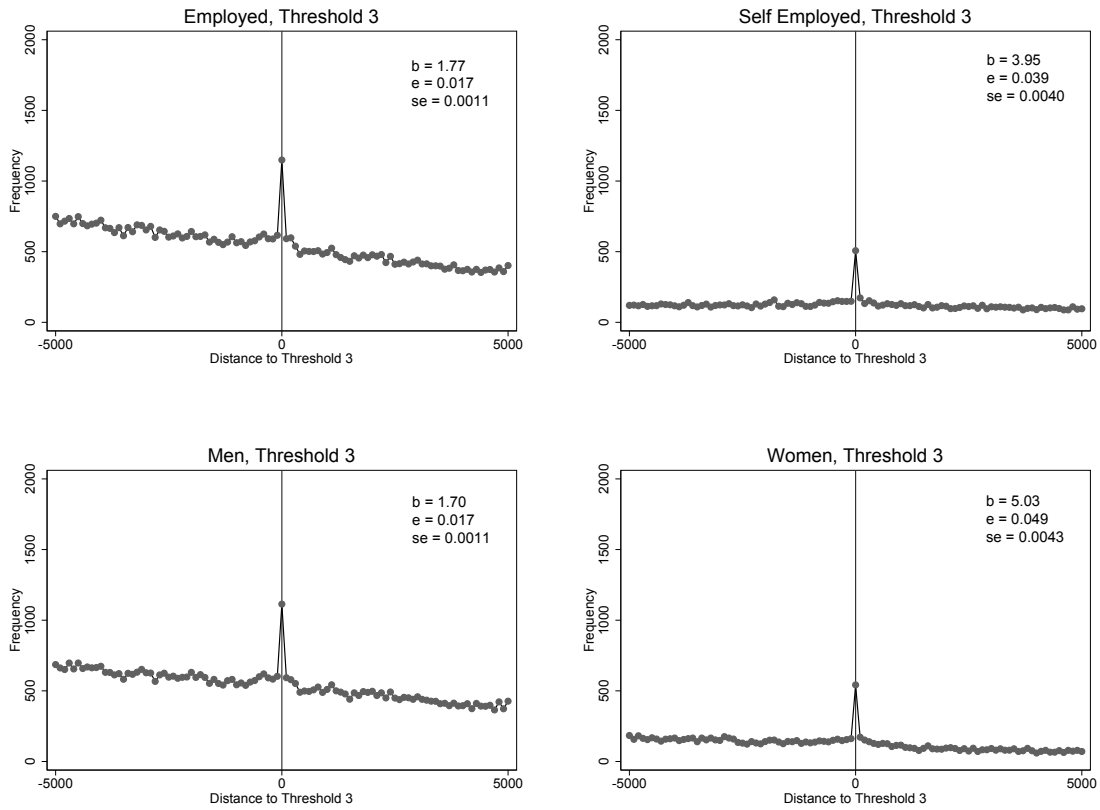 Employed, Threshold 3
b = 1.77
e = 0.017
se = 0.0011
Frequency
0
500
1000
1500
2000
-5000
0
5000
Distance to Threshold 3
Self Employed, Threshold 3
b = 3.95
e = 0.039
se = 0.0040
Frequency
0
500
1000
1500
2000
-5000
0
5000
Distance to Threshold 3
Men, Threshold 3
b = 1.70
e = 0.017
se = 0.0011
Frequency
0
500
1000
1500
2000
-5000
0
5000
Distance to Threshold 3
Women, Threshold 3
b = 5.03
e = 0.049
se = 0.0043
Frequency
0
500
1000
1500
2000
-5000
0
5000
Distance to Threshold 3